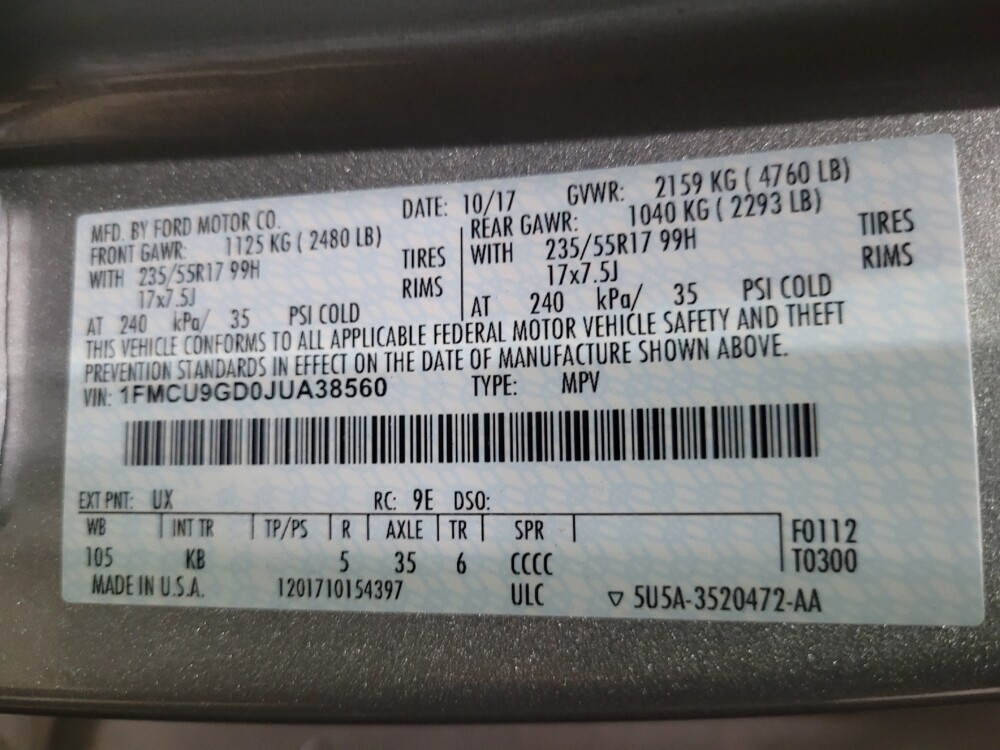 MFD. BY FORD MOTOR CO. DATE: 10/17 GVWR: 2159 KG ( 4760 LB)
FRONT GAWR: 1125 KG ( 2480 LB) REAR GAWR: 1040 KG ( 2293 LB)
WITH 235/55R17 99H TIRES WITH 235/55R17 99H TIRES
17x7.5J RIMS 17x7.5J RIMS
AT 240 kPa/ 35 PSI COLD AT 240 kPa/ 35 PSI COLD
THIS VEHICLE CONFORMS TO ALL APPLICABLE FEDERAL MOTOR VEHICLE SAFETY AND THEFT
PREVENTION STANDARDS IN EFFECT ON THE DATE OF MANUFACTURE SHOWN ABOVE.
VIN: 1FMCU9GD0JUA38560 TYPE: MPV
EXT PNT: UX RC: 9E DSO:
WB INT TR TP/PS R AXLE TR SPR F0112
105 KB 5 35 6 CCCC T0300
MADE IN U.S.A. 1201710154397 ULC ▽ 5U5A-3520472-AA